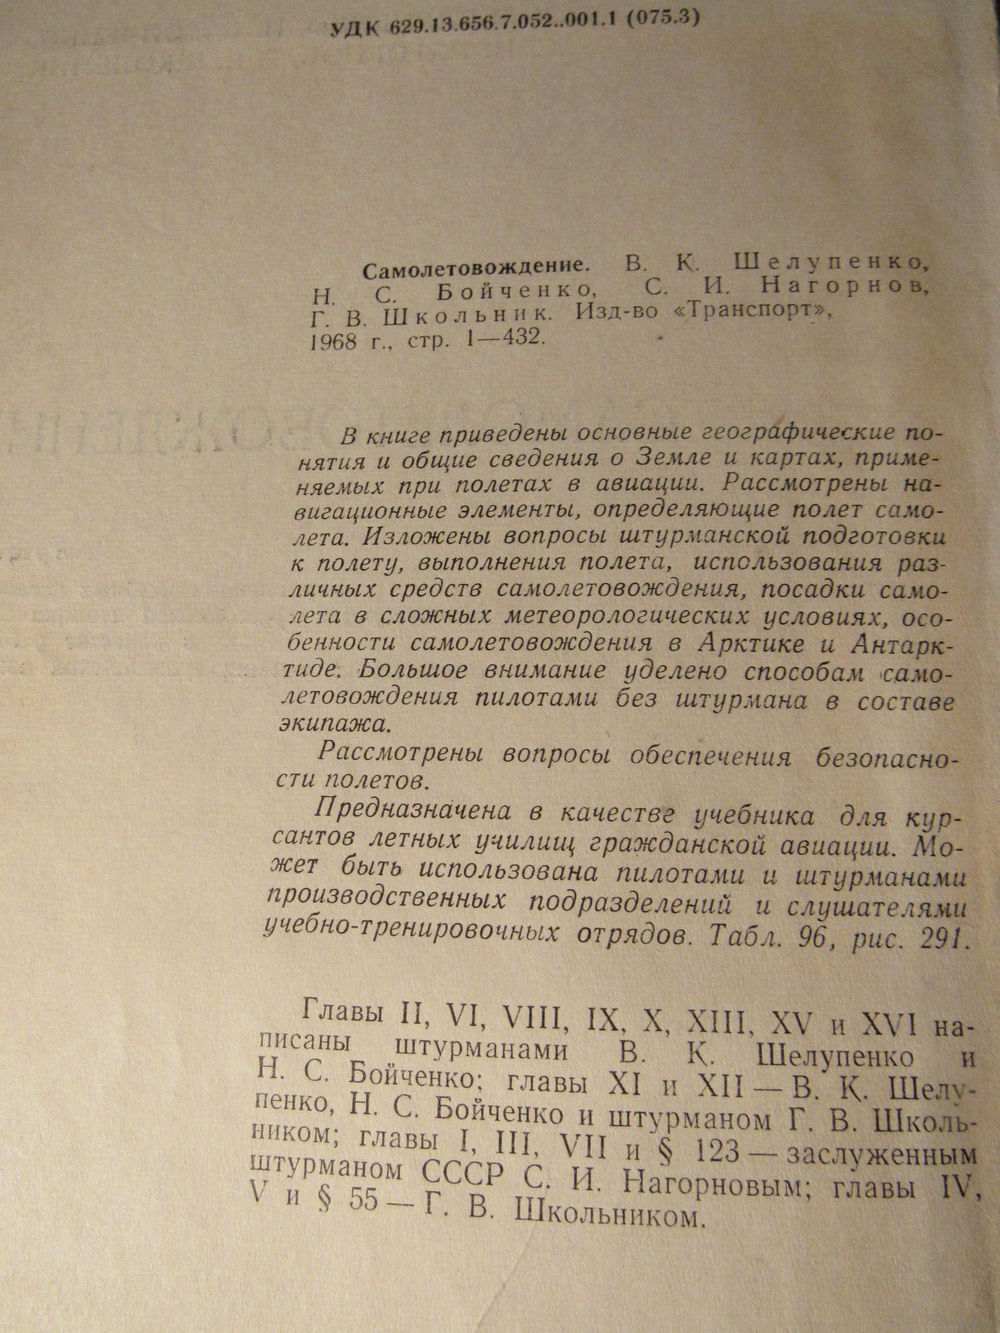 УДК 629.13.656.7.052..001.1 (075.3)
Самолетовождение. В. К. Шелупенко,
Н. С. Бойченко, С. И. Нагорнов,
Г. В. Школьник. Изд-во «Транспорт»,
1968 г., стр. 1—432.
В книге приведены основные географические по-
нятия и общие сведения о Земле и картах, приме-
няемых при полетах в авиации. Рассмотрены на-
вигационные элементы, определяющие полет само-
лета. Изложены вопросы штурманской подготовки
к полету, выполнения полета, использования раз-
личных средств самолетовождения, посадки само-
лета в сложных метеорологических условиях, осо-
бенности самолетовождения в Арктике и Антарк-
тиде. Большое внимание уделено способам само-
летовождения пилотами без штурмана в составе
экипажа.
Рассмотрены вопросы обеспечения безопасно-
сти полетов.
Предназначена в качестве учебника для кур-
сантов летных училищ гражданской авиации. Мо-
жет быть использована пилотами и штурманами
производственных подразделений и слушателями
учебно-тренировочных отрядов. Табл. 96, рис. 291.
Главы II, VI, VIII, IX, X, XIII, XV и XVI на-
писаны штурманами В. К. Шелупенко и
Н. С. Бойченко; главы XI и XII — В. К. Шелу-
пенко, Н. С. Бойченко и штурманом Г. В. Школь-
ником; главы I, III, VII и § 123 — заслуженным
штурманом СССР С. И. Нагорновым; главы IV,
V и § 55 — Г. В. Школьником.